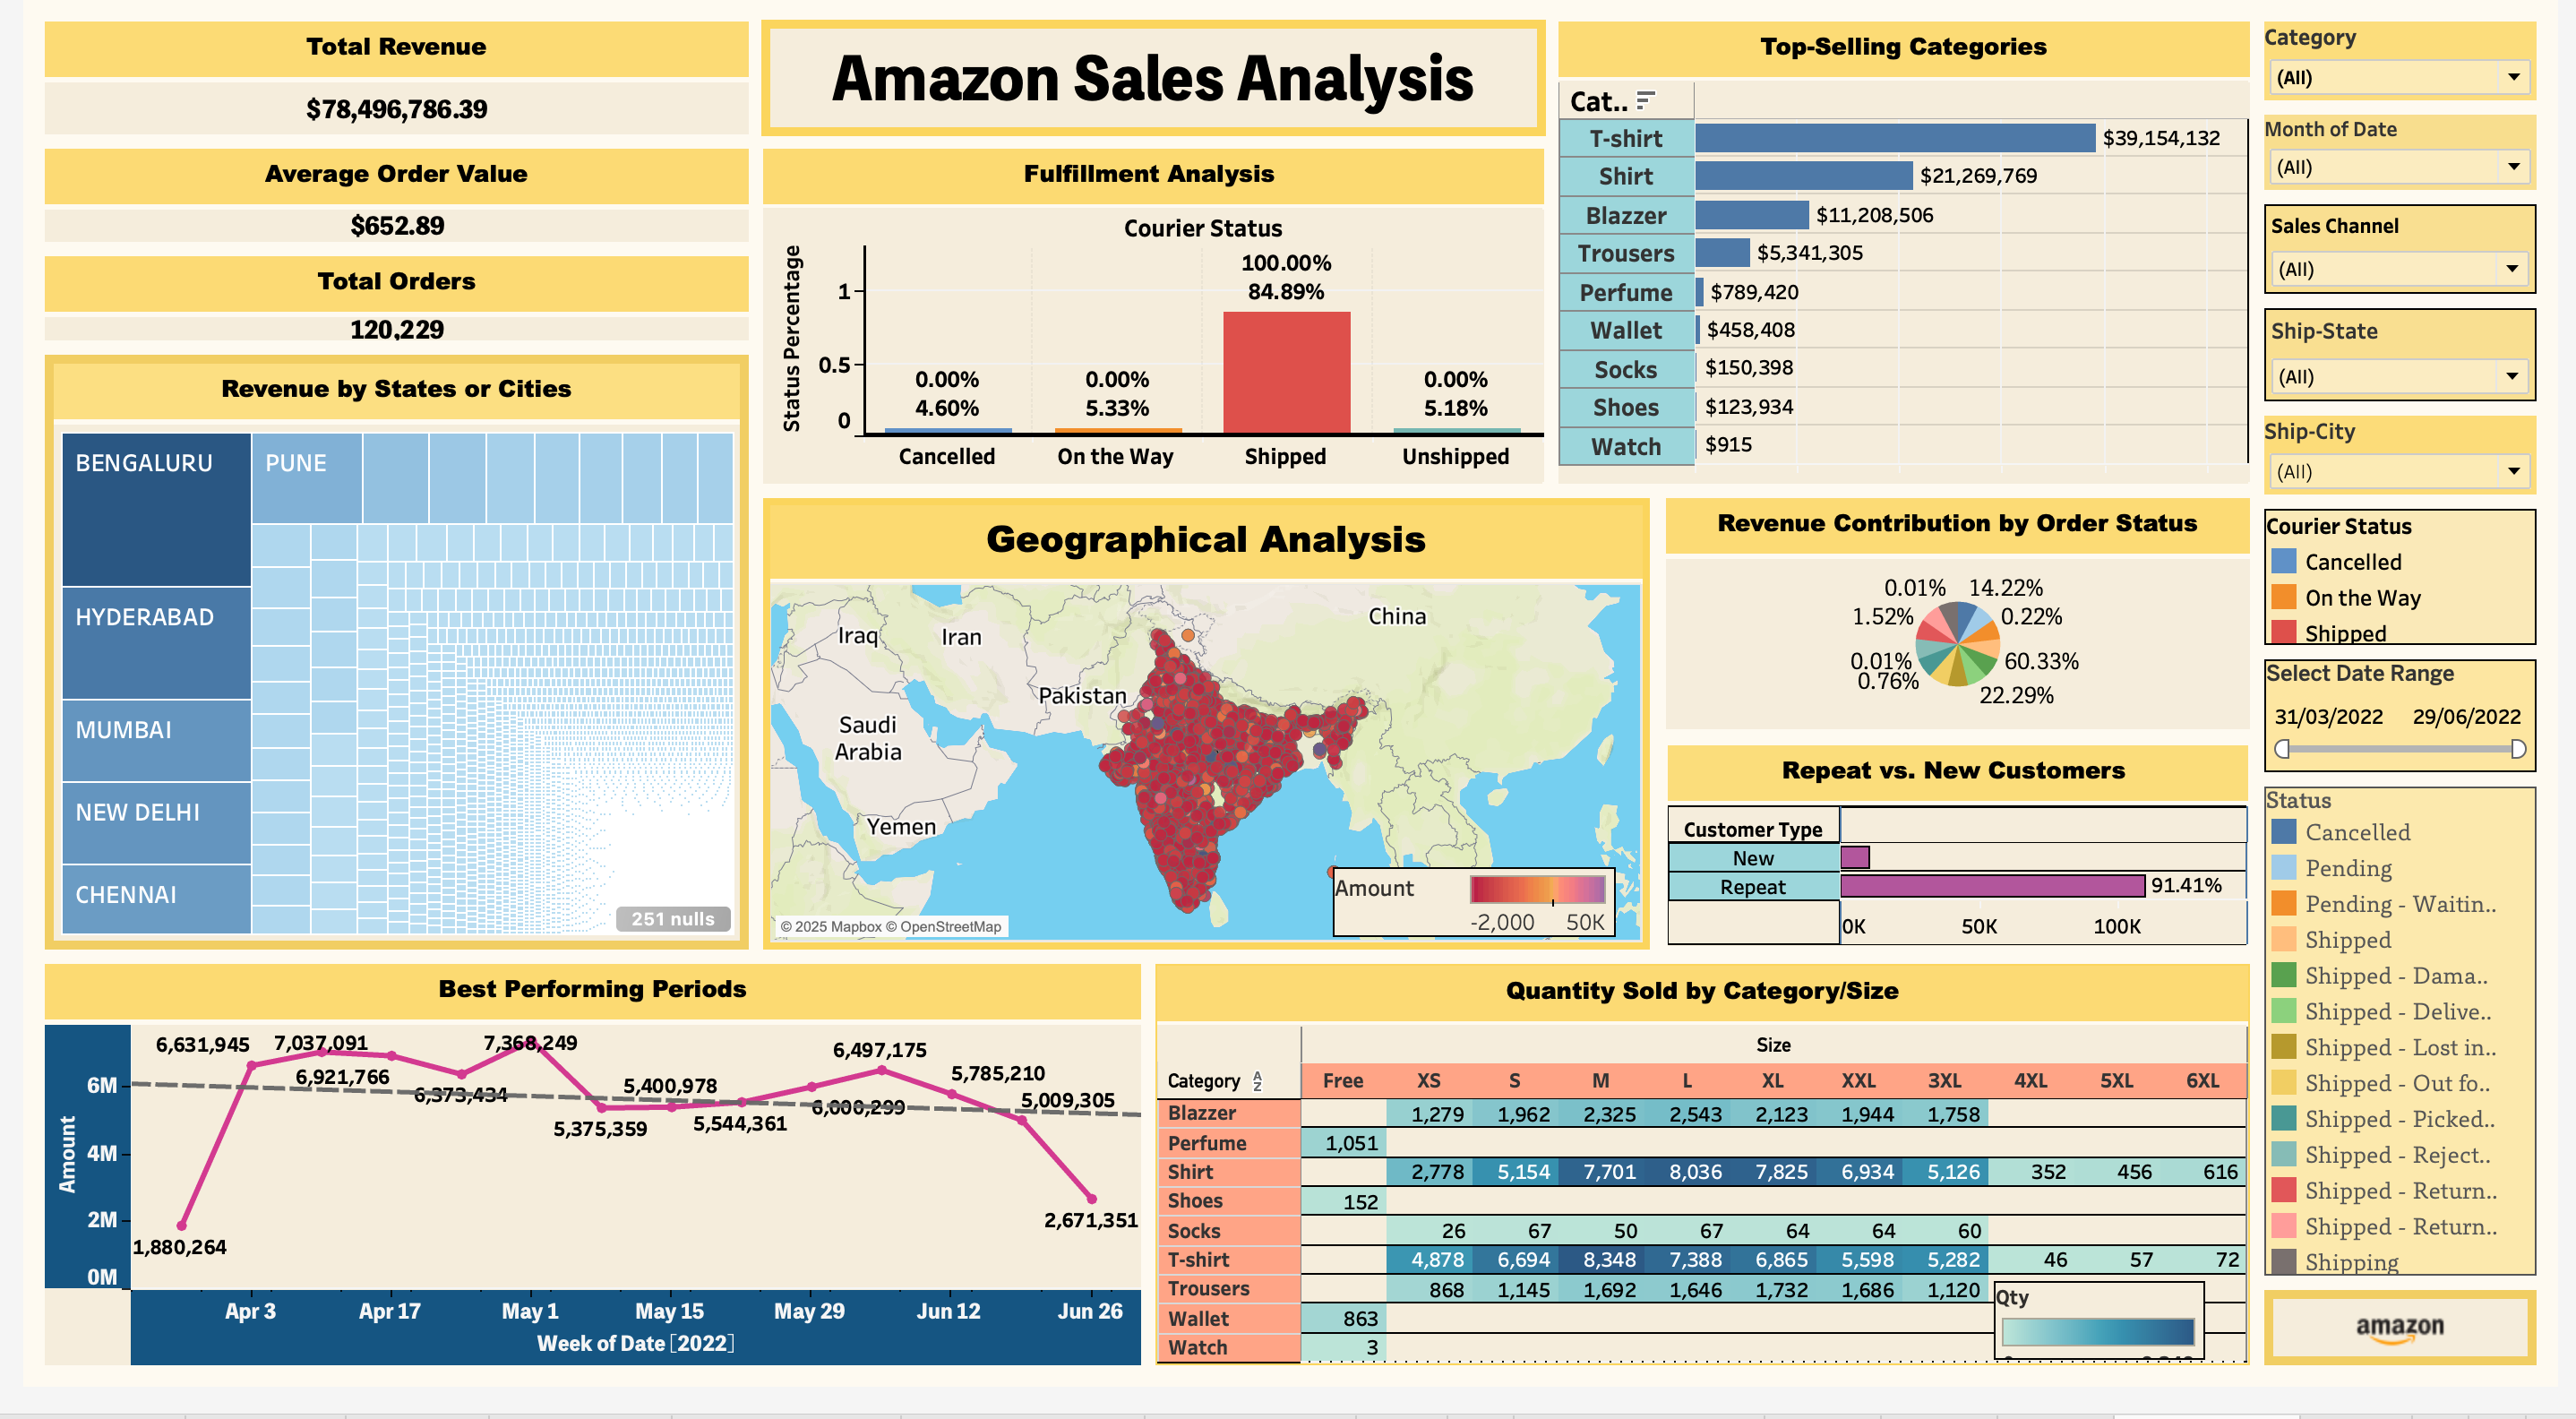 Total Revenue
$78,496,786.39
Average Order Value
$652.89
Total Orders
120,229
Revenue by States or Cities
BENGALURU
PUNE
HYDERABAD
MUMBAI
NEW DELHI
CHENNAI
251 nulls
Amazon Sales Analysis
Fulfillment Analysis
Courier Status
Status Percentage
1
0.5
0
0.00%
4.60%
0.00%
5.33%
100.00%
84.89%
0.00%
5.18%
Cancelled On the Way Shipped Unshipped
Top-Selling Categories
Cat..
T-shirt $39,154,132
Shirt $21,269,769
Blazzer $11,208,506
Trousers $5,341,305
Perfume $789,420
Wallet $458,408
Socks $150,398
Shoes $123,934
Watch $915
Geographical Analysis
China
Iraq
Iran
Pakistan
Saudi
Arabia
Yemen
© 2025 Mapbox © OpenStreetMap
Amount
-2,000 50K
Revenue Contribution by Order Status
0.01% 14.22%
1.52% 0.22%
0.01% 60.33%
0.76% 22.29%
Repeat vs. New Customers
Customer Type
New
Repeat 91.41%
0K 50K 100K
Best Performing Periods
Amount
6M
4M
2M
0M
1,880,264
6,631,945
7,037,091
6,921,766
6,373,434
7,368,249
5,375,359
5,400,978
5,544,361
6,000,299
6,497,175
5,785,210
5,009,305
2,671,351
Apr 3 Apr 17 May 1 May 15 May 29 Jun 12 Jun 26
Week of Date [2022]
Quantity Sold by Category/Size
Size
Category Free XS S M L XL XXL 3XL 4XL 5XL 6XL
Blazzer 1,279 1,962 2,325 2,543 2,123 1,944 1,758
Perfume 1,051
Shirt 2,778 5,154 7,701 8,036 7,825 6,934 5,126 352 456 616
Shoes 152
Socks 26 67 50 67 64 64 60
T-shirt 4,878 6,694 8,348 7,388 6,865 5,598 5,282 46 57 72
Trousers 868 1,145 1,692 1,646 1,732 1,686 1,120
Wallet 863
Watch 3
Qty
Category
(All)
Month of Date
(All)
Sales Channel
(All)
Ship-State
(All)
Ship-City
(All)
Courier Status
Cancelled
On the Way
Shipped
Select Date Range
31/03/2022 29/06/2022
Status
Cancelled
Pending
Pending - Waitin..
Shipped
Shipped - Dama..
Shipped - Delive..
Shipped - Lost in..
Shipped - Out fo..
Shipped - Picked..
Shipped - Reject..
Shipped - Return..
Shipped - Return..
Shipping
amazon